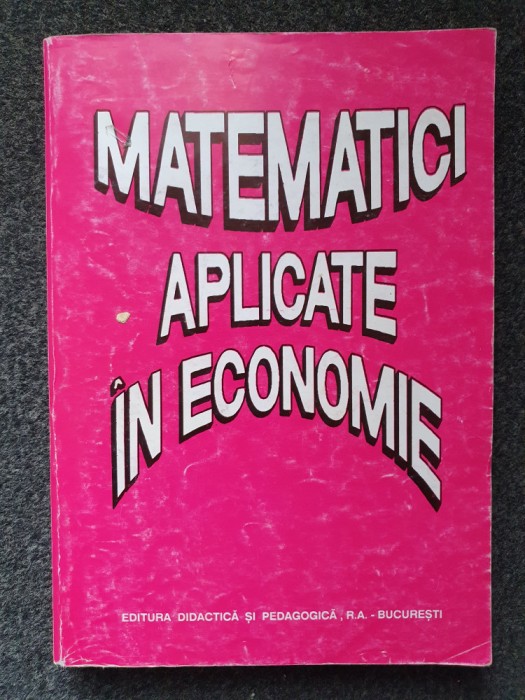 MATEMATICI
APLICATE
ÎN ECONOMIE
EDITURA DIDACTICĂ ŞI PEDAGOGICĂ, R.A. - BUCUREŞTI